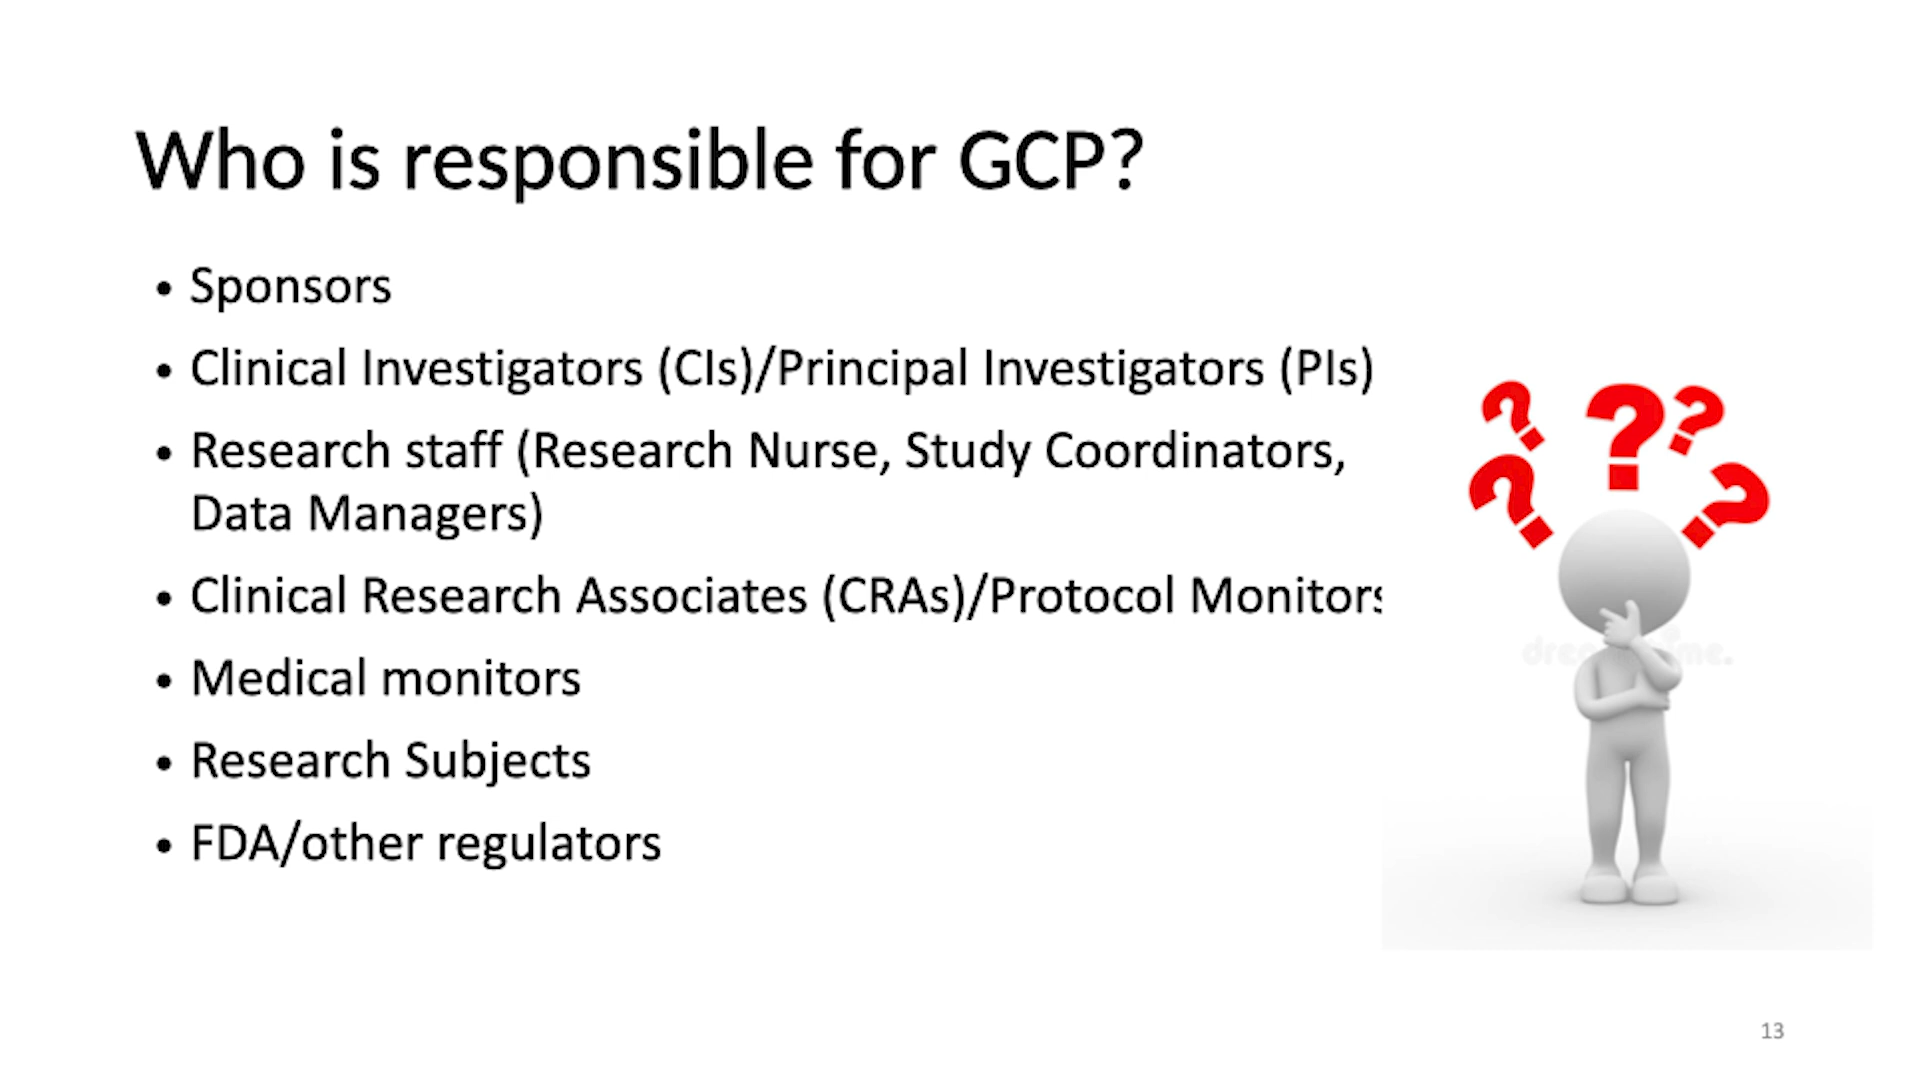 Who is responsible for GCP?
• Sponsors
• Clinical Investigators (CIs)/Principal Investigators (PIs)
• Research staff (Research Nurse, Study Coordinators,
Data Managers)
• Clinical Research Associates (CRAs)/Protocol Monitors
• Medical monitors
• Research Subjects
• FDA/other regulators
? ? ? ? ?
13